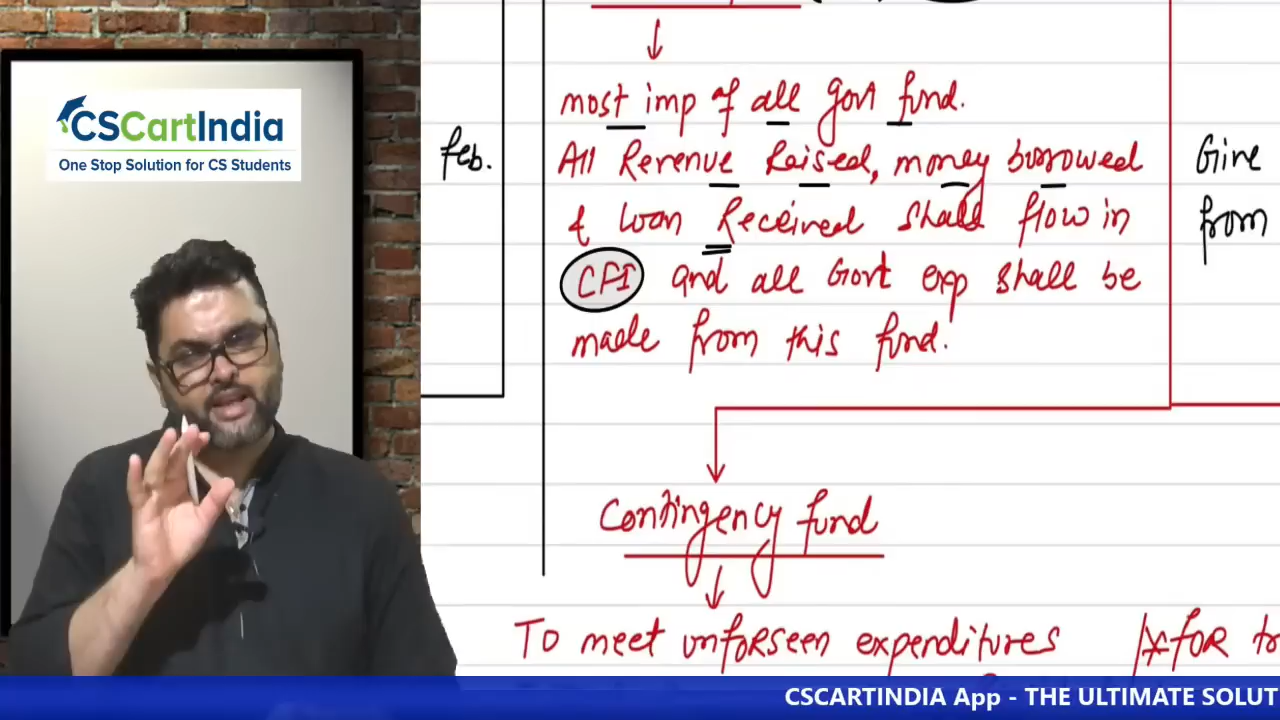 CSCartIndia
One Stop Solution for CS Students
feb.
most imp of all Govt fund.
All Revenue Raised, money borrowed
& loan Received shall flow in
CFI and all Govt exp shall be
made from this fund.
Give
from
Contingency fund
To meet unforseen expenditures
*for to
CSCARTINDIA App - THE ULTIMATE SOLUT